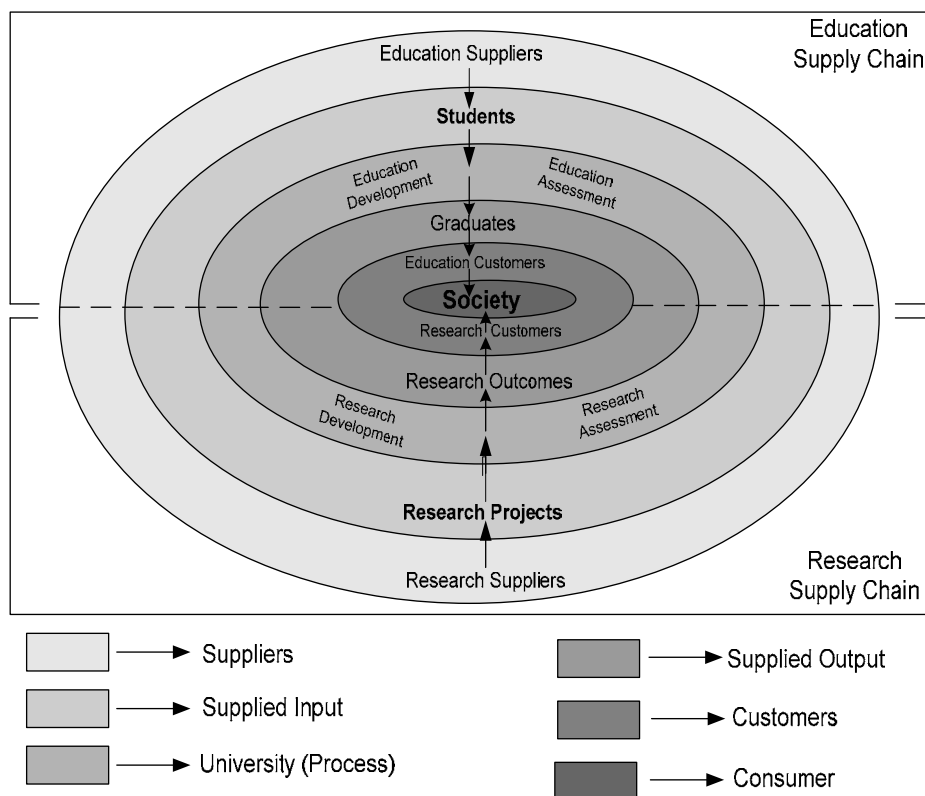 Education
Supply Chain
Education Suppliers
Students
Education
Development
Education
Assessment
Graduates
Education Customers
Society
Research Customers
Research Outcomes
Research
Development
Research
Assessment
Research Projects
Research Suppliers
Research
Supply Chain
Suppliers
Supplied Input
University (Process)
Supplied Output
Customers
Consumer